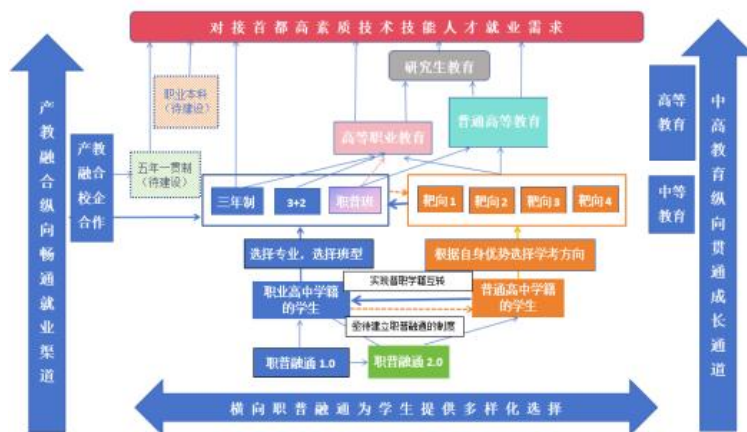 对接首都高素质技术技能人才就业需求
产教融合纵向畅通就业渠道
中高教育纵向贯通成长通道
研究生教育
职业本科
（待建设）
高等
教育
普通高等教育
高等职业教育
产教
融合
校企
合作
五年一贯制
（待建设）
中等
教育
三年制
3+2
职普班
靶向1
靶向2
靶向3
靶向4
选择专业，选择班型
根据自身优势选择学考方向
实现普职学籍互转
职业高中学籍
的学生
普通高中学籍
的学生
亟待建立职普融通的制度
职普融通1.0
职普融通2.0
横向职普融通为学生提供多样化选择